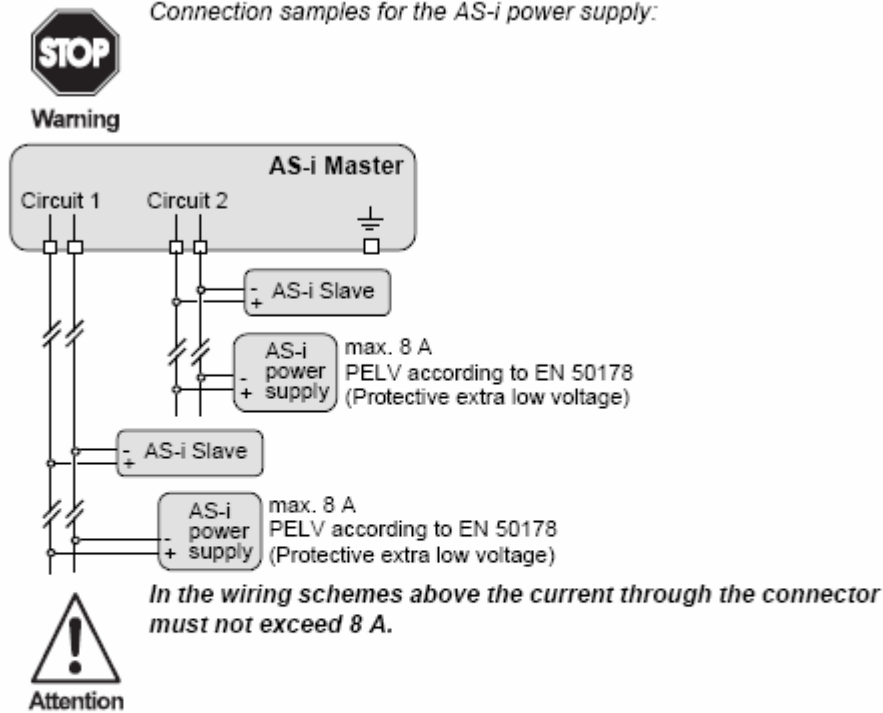 Connection samples for the AS-i power supply:
STOP
Warning
AS-i Master
Circuit 1
Circuit 2
- AS-i Slave
+
AS-i
power
supply
-
+
max. 8 A
PELV according to EN 50178
(Protective extra low voltage)
- AS-i Slave
+
AS-i
power
supply
-
+
max. 8 A
PELV according to EN 50178
(Protective extra low voltage)
In the wiring schemes above the current through the connector
must not exceed 8 A.
!
Attention